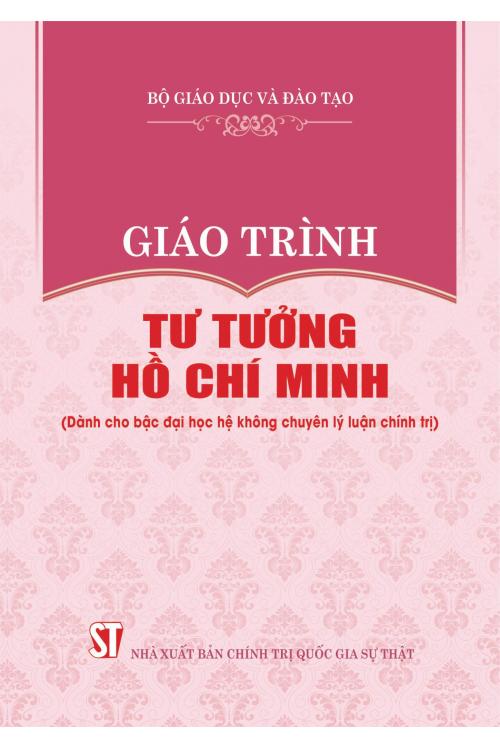 BỘ GIÁO DỤC VÀ ĐÀO TẠO
GIÁO TRÌNH
TƯ TƯỞNG
HỒ CHÍ MINH
(Dành cho bậc đại học hệ không chuyên lý luận chính trị)
ST
NHÀ XUẤT BẢN CHÍNH TRỊ QUỐC GIA SỰ THẬT